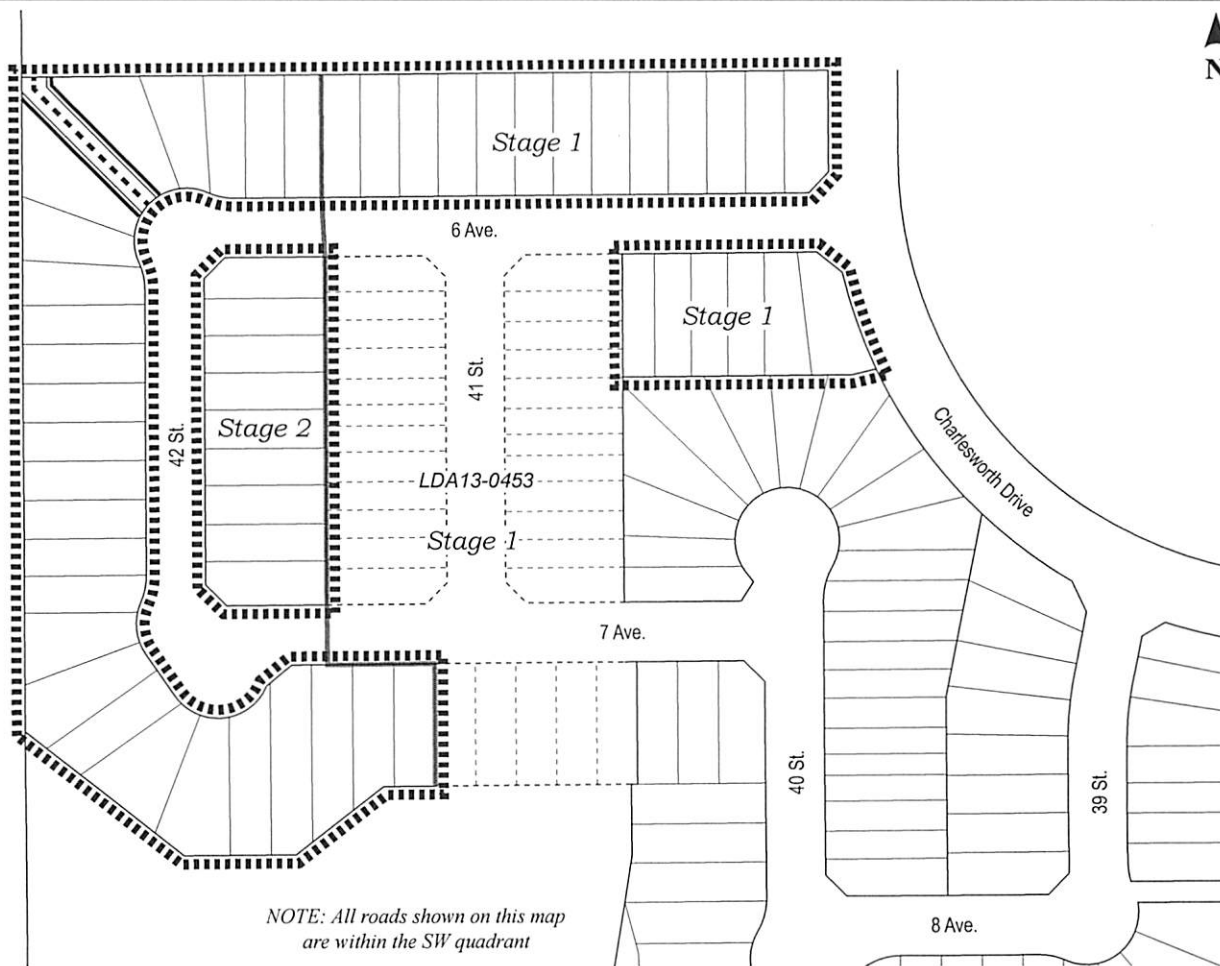 N
Stage 1
6 Ave.
Stage 1
41 St.
42 St.
Stage 2
Charlesworth Drive
LDA13-0453
Stage 1
7 Ave.
40 St.
39 St.
8 Ave.
NOTE: All roads shown on this map
are within the SW quadrant